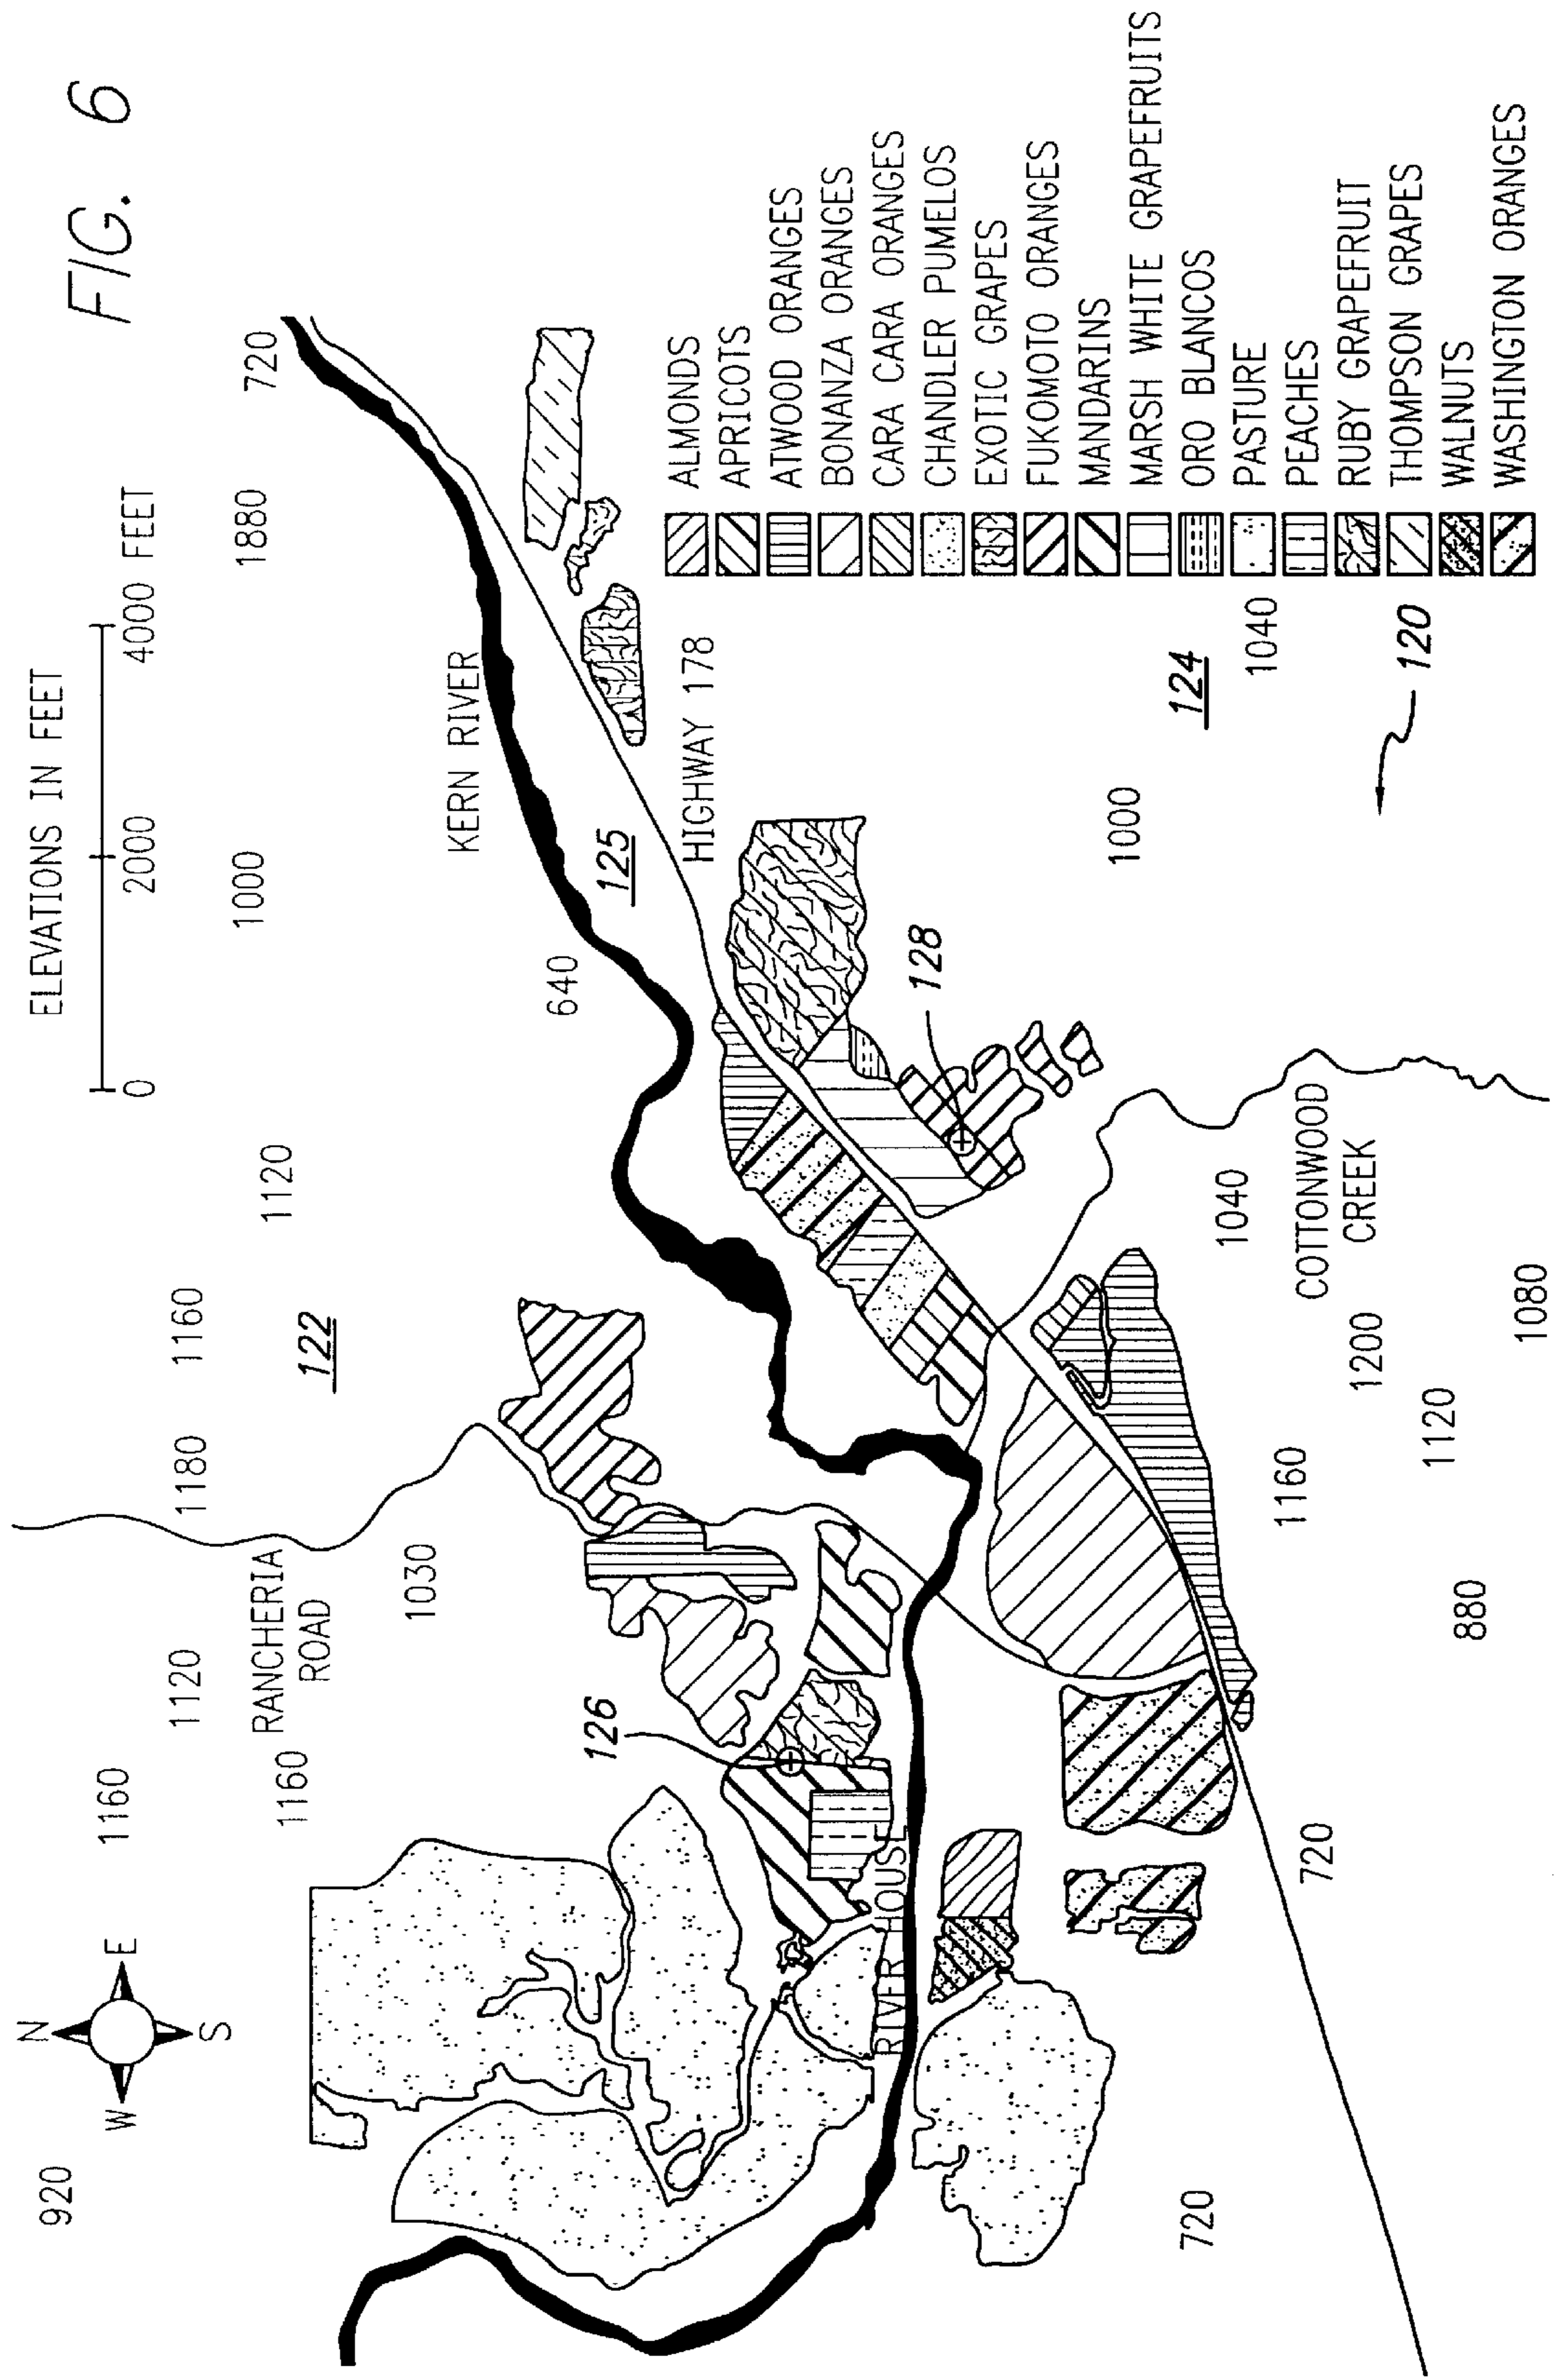 FIG. 6
ELEVATIONS IN FEET
0
2000
4000 FEET
N
W
E
S
920
1160
1120
1180
1160
1120
1000
1880
720
1160
RANCHERIA
ROAD
122
1030
KERN RIVER
640
125
HIGHWAY 178
126
RIVER HOUSE
128
1000
124
1040
120
720
720
880
1160
1120
1200
1080
1040
COTTONWOOD
CREEK
ALMONDS
APRICOTS
ATWOOD ORANGES
BONANZA ORANGES
CARA CARA ORANGES
CHANDLER PUMELOS
EXOTIC GRAPES
FUKOMOTO ORANGES
MANDARINS
MARSH WHITE GRAPEFRUITS
ORO BLANCOS
PASTURE
PEACHES
RUBY GRAPEFRUIT
THOMPSON GRAPES
WALNUTS
WASHINGTON ORANGES